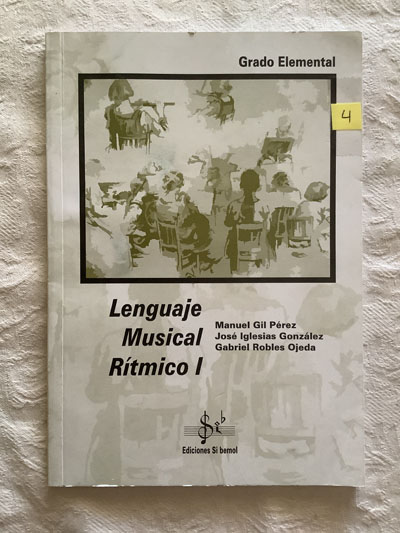 Grado Elemental
4
Lenguaje
Musical
Rítmico I
Manuel Gil Pérez
José Iglesias González
Gabriel Robles Ojeda
Ediciones Si bemol